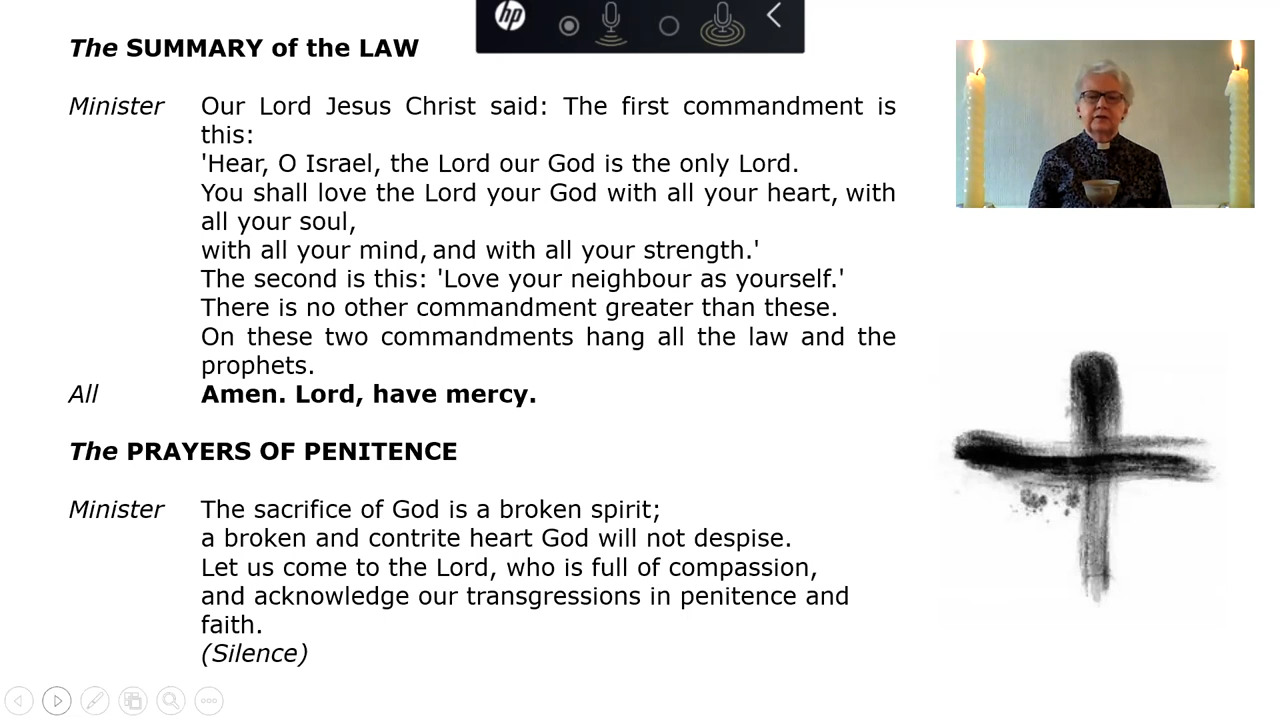 hp
The SUMMARY of the LAW
Minister Our Lord Jesus Christ said: The first commandment is
this:
'Hear, O Israel, the Lord our God is the only Lord.
You shall love the Lord your God with all your heart, with
all your soul,
with all your mind, and with all your strength.'
The second is this: 'Love your neighbour as yourself.'
There is no other commandment greater than these.
On these two commandments hang all the law and the
prophets.
All Amen. Lord, have mercy.
The PRAYERS OF PENITENCE
Minister The sacrifice of God is a broken spirit;
a broken and contrite heart God will not despise.
Let us come to the Lord, who is full of compassion,
and acknowledge our transgressions in penitence and
faith.
(Silence)